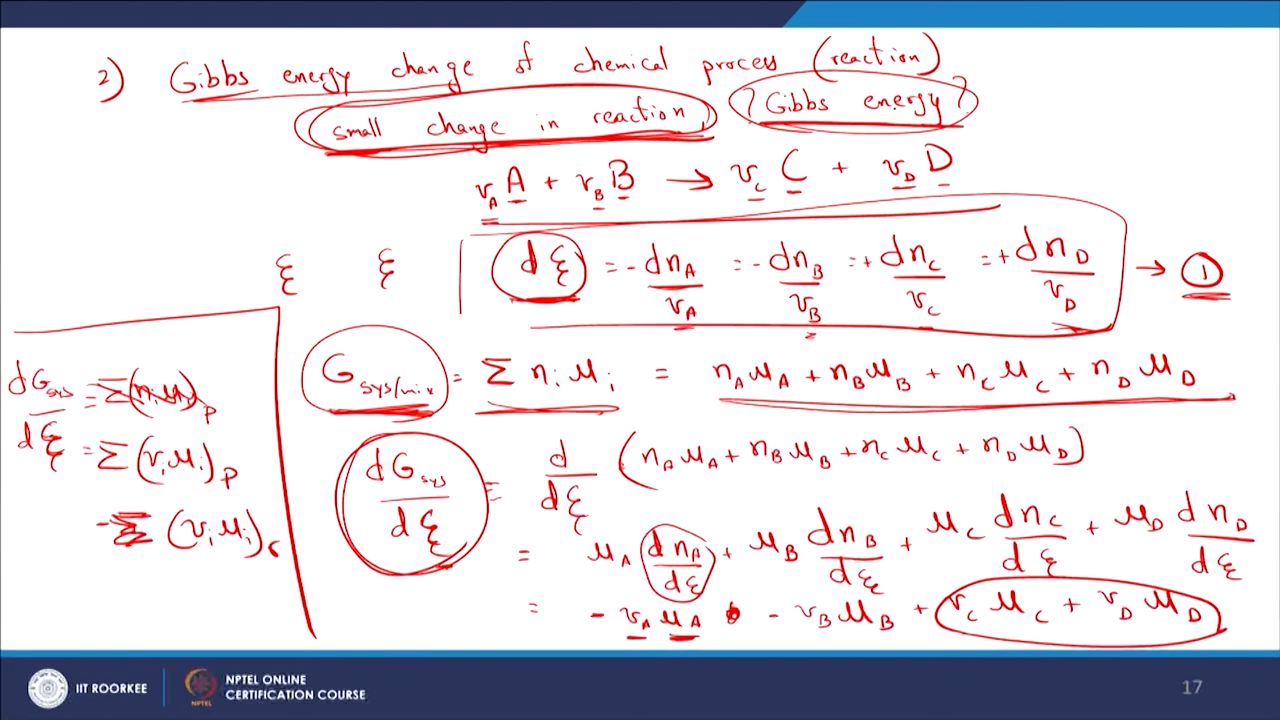 2) Gibbs energy change of chemical process (reaction)
small change in reaction, ? Gibbs energy ?
ν_A A + ν_B B → ν_C C + ν_D D
ξ ξ | dξ = - dn_A/ν_A = - dn_B/ν_B = + dn_C/ν_C = + dn_D/ν_D → ①
G_sys/mix = Σ n_i μ_i = n_A μ_A + n_B μ_B + n_C μ_C + n_D μ_D
dG_sys/dξ = d/dξ (n_A μ_A + n_B μ_B + n_C μ_C + n_D μ_D)
= μ_A dn_A/dξ + μ_B dn_B/dξ + μ_C dn_C/dξ + μ_D dn_D/dξ
= - ν_A μ_A - ν_B μ_B + ν_C μ_C + ν_D μ_D
dG_sys/dξ = Σ(n_i μ_i)_p
= Σ (ν_i μ_i)_p
- Σ (ν_i μ_i)_r
IIT ROORKEE
NPTEL
NPTEL ONLINE
CERTIFICATION COURSE
17